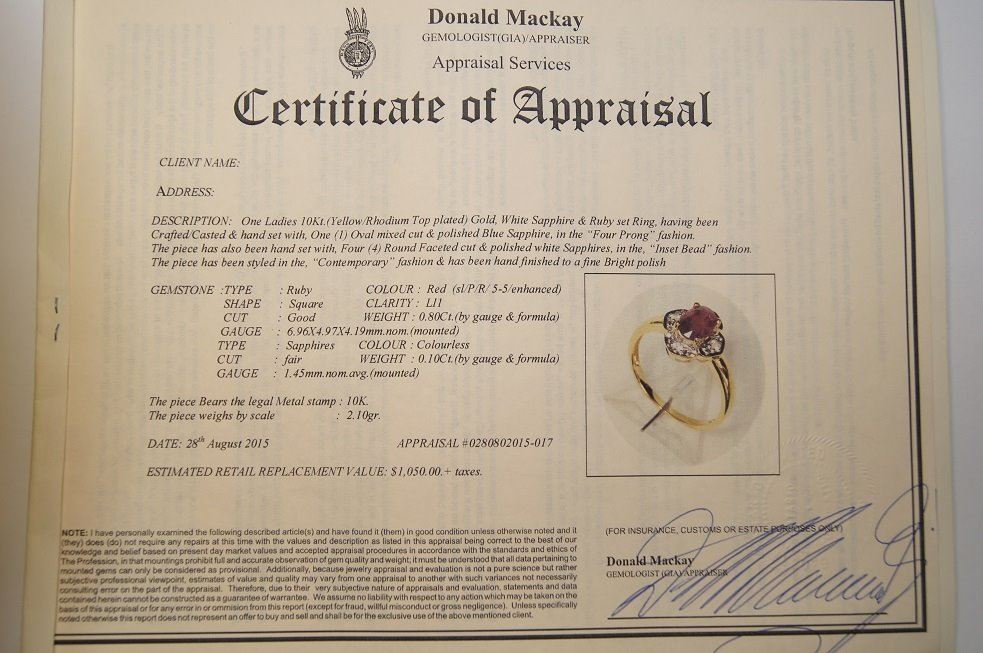 Donald Mackay
GEMOLOGIST(GIA)/APPRAISER
Appraisal Services
Certificate of Appraisal
CLIENT NAME:
ADDRESS:
DESCRIPTION: One Ladies 10Kt.(Yellow/Rhodium Top plated) Gold, White Sapphire & Ruby set Ring, having been
Crafted/Casted & hand set with, One (1) Oval mixed cut & polished Blue Sapphire, in the "Four Prong" fashion.
The piece has also been hand set with, Four (4) Round Faceted cut & polished white Sapphires, in the, "Inset Bead" fashion.
The piece has been styled in the, "Contemporary" fashion & has been hand finished to a fine Bright polish
GEMSTONE :TYPE : Ruby COLOUR : Red (sl/P/R/ 5-5/enhanced)
SHAPE : Square CLARITY : LI1
CUT : Good WEIGHT : 0.80Ct.(by gauge & formula)
GAUGE : 6.96X4.97X4.19mm.nom.(mounted)
TYPE : Sapphires COLOUR : Colourless
CUT : fair WEIGHT : 0.10Ct.(by gauge & formula)
GAUGE : 1.45mm.nom.avg.(mounted)
The piece Bears the legal Metal stamp : 10K.
The piece weighs by scale : 2.10gr.
DATE: 28th August 2015 APPRAISAL #0280802015-017
ESTIMATED RETAIL REPLACEMENT VALUE: $1,050.00.+ taxes.
NOTE: I have personally examined the following described article(s) and have found it (them) in good condition unless otherwise noted and it
(they) does (do) not require any repairs at this time with the values and description as listed in this appraisal being correct to the best of our
knowledge and belief based on present day market values and accepted appraisal procedures in accordance with the standards and ethics of
The Profession, in that mountings prohibit full and accurate observation of gem quality and weight; it must be understood that all data pertaining to
mounted gems can only be considered as provisional. Additionally, because jewelry appraisal and evaluation is not a pure science but rather
subjective professional viewpoint, estimates of value and quality may vary from one appraisal to another with such variances not necessarily
consulting error on the part of the appraisal. Therefore, due to their very subjective nature of appraisals and evaluation, statements and data
contained herein cannot be constructed as a guarantee of warrantee. We assume no liability with respect to any action which may be taken on the
basis of this appraisal or for any error in or ommision from this report (except for fraud, willful misconduct or gross negligence). Unless specifically
noted otherwise this report does not represent an offer to buy and sell and shall be for the exclusive use of the above mentioned client.
(FOR INSURANCE, CUSTOMS OR ESTATE PURPOSES ONLY)
Donald Mackay
GEMOLOGIST (GIA)/APPRAISER